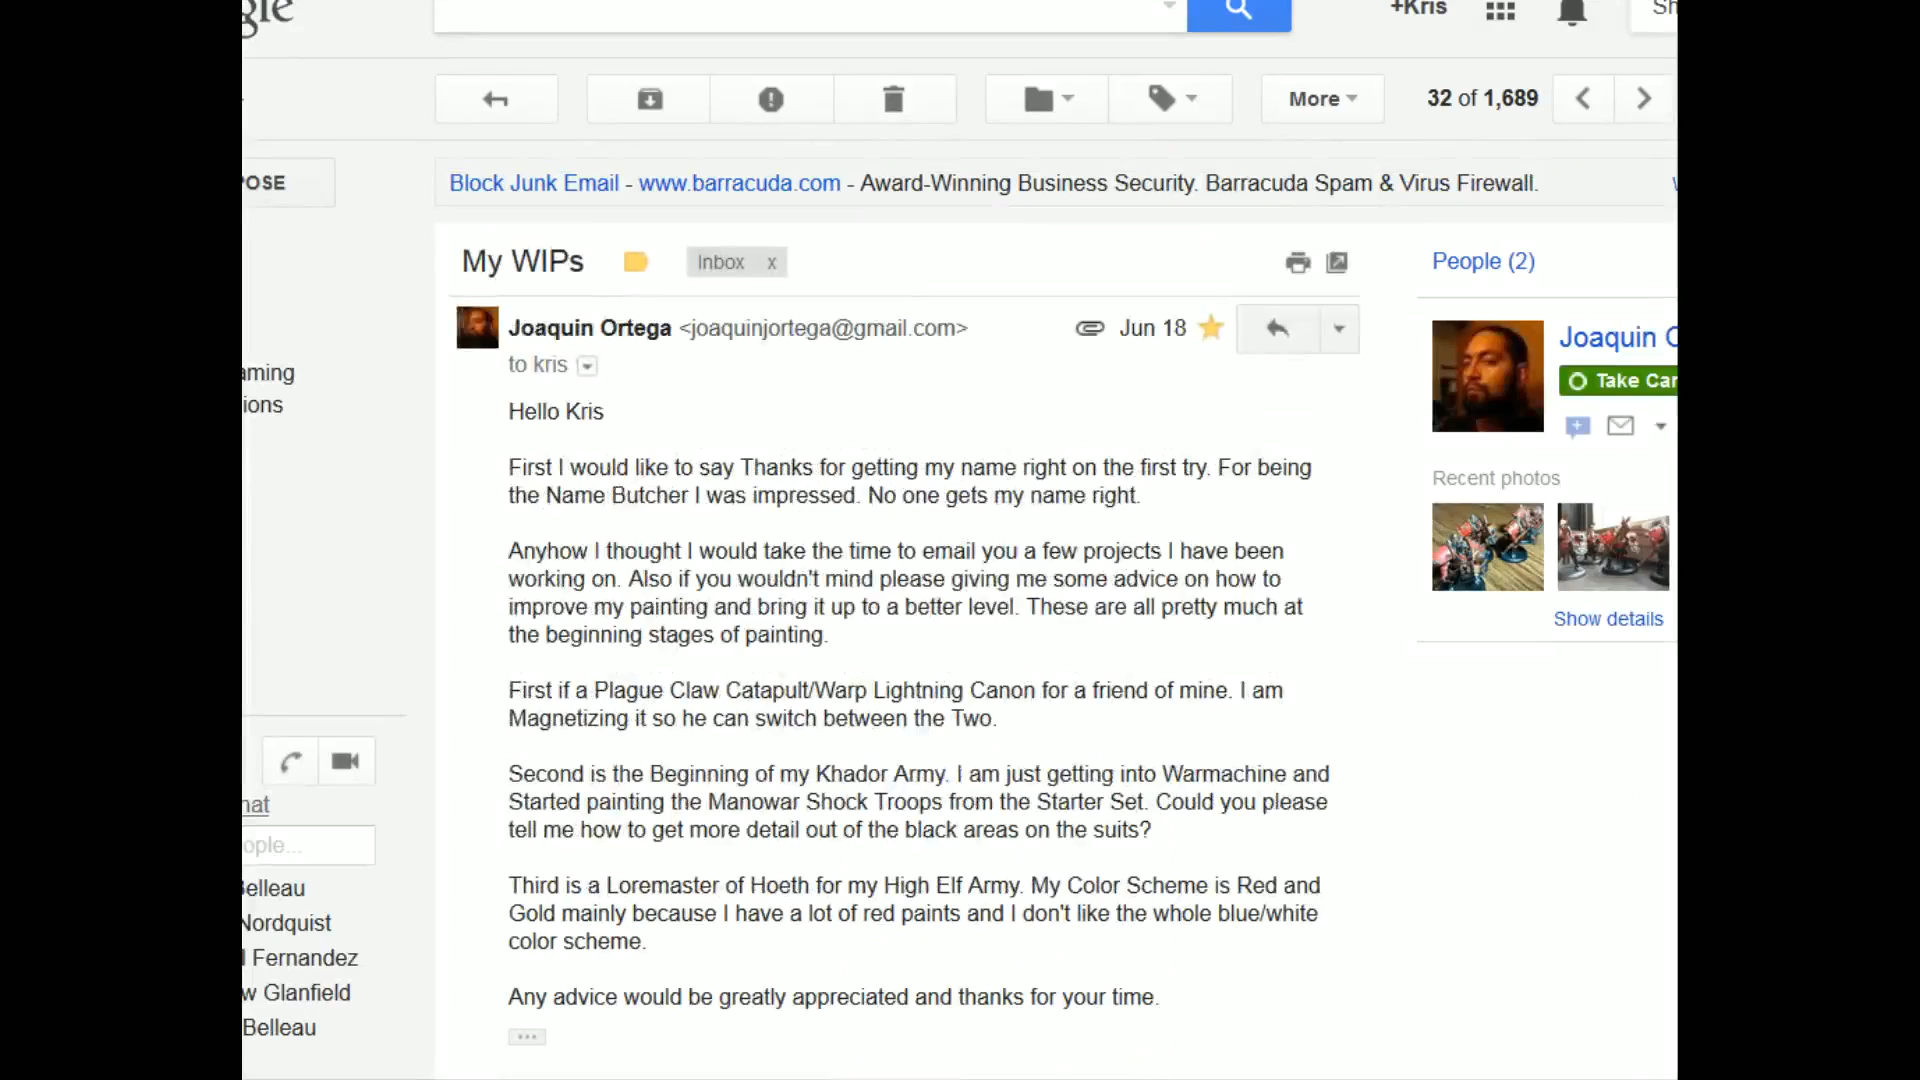 gle
+Kris
Sh
More
32 of 1,689
POSE
Block Junk Email - www.barracuda.com - Award-Winning Business Security. Barracuda Spam & Virus Firewall.
My WIPs
Inbox x
People (2)
Joaquin Ortega <joaquinjortega@gmail.com>
Jun 18
to kris
Joaquin O
Take Car
Hello Kris
First I would like to say Thanks for getting my name right on the first try. For being
the Name Butcher I was impressed. No one gets my name right.
Recent photos
Anyhow I thought I would take the time to email you a few projects I have been
working on. Also if you wouldn't mind please giving me some advice on how to
improve my painting and bring it up to a better level. These are all pretty much at
the beginning stages of painting.
Show details
First if a Plague Claw Catapult/Warp Lightning Canon for a friend of mine. I am
Magnetizing it so he can switch between the Two.
Second is the Beginning of my Khador Army. I am just getting into Warmachine and
Started painting the Manowar Shock Troops from the Starter Set. Could you please
tell me how to get more detail out of the black areas on the suits?
Third is a Loremaster of Hoeth for my High Elf Army. My Color Scheme is Red and
Gold mainly because I have a lot of red paints and I don't like the whole blue/white
color scheme.
Any advice would be greatly appreciated and thanks for your time.
aming
ions
hat
ople...
Belleau
Nordquist
l Fernandez
w Glanfield
Belleau